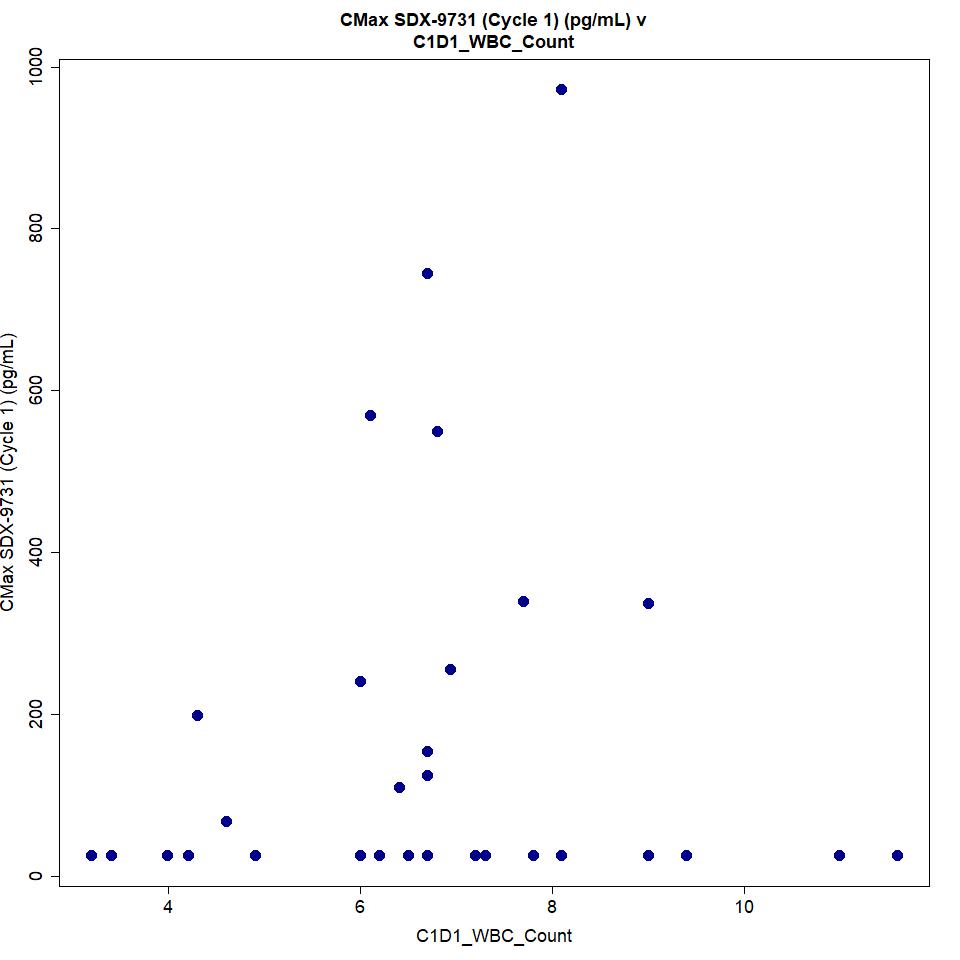 CMax SDX-9731 (Cycle 1) (pg/mL) v
C1D1_WBC_Count
1000
800
600
400
200
0
CMax SDX-9731 (Cycle 1) (pg/mL)
4 6 8 10
C1D1_WBC_Count